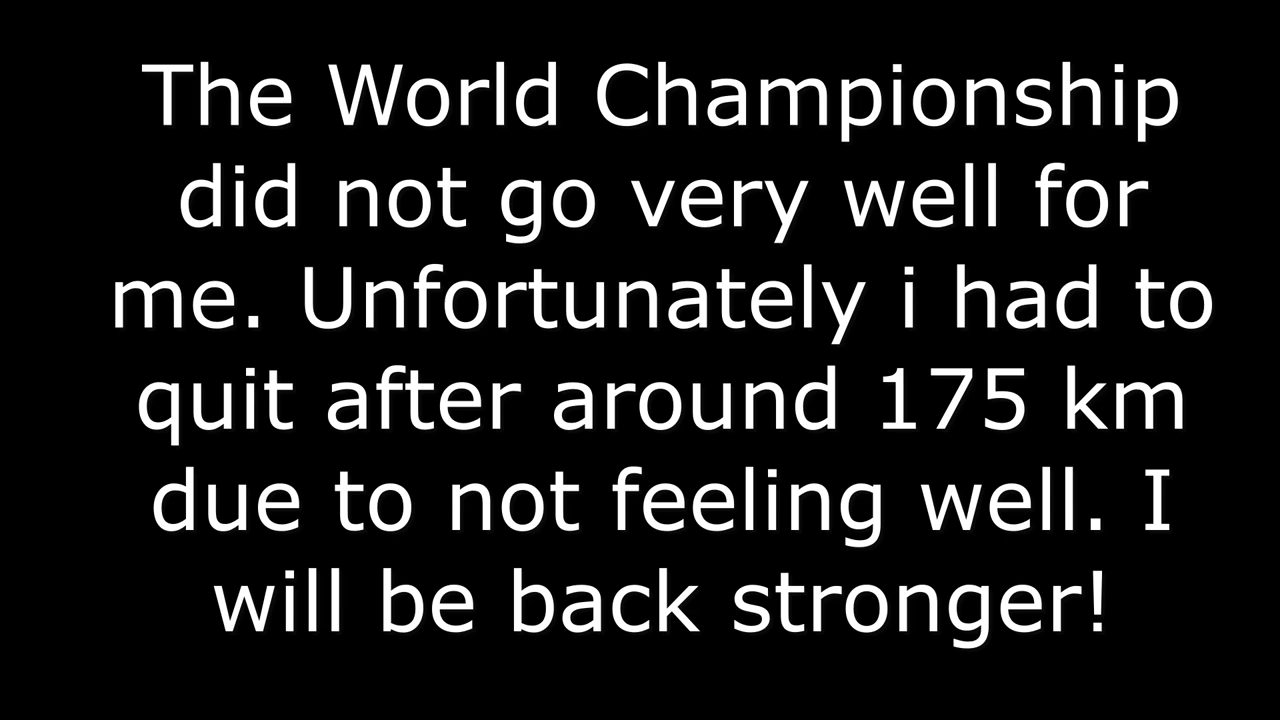 The World Championship
did not go very well for
me. Unfortunately i had to
quit after around 175 km
due to not feeling well. I
will be back stronger!